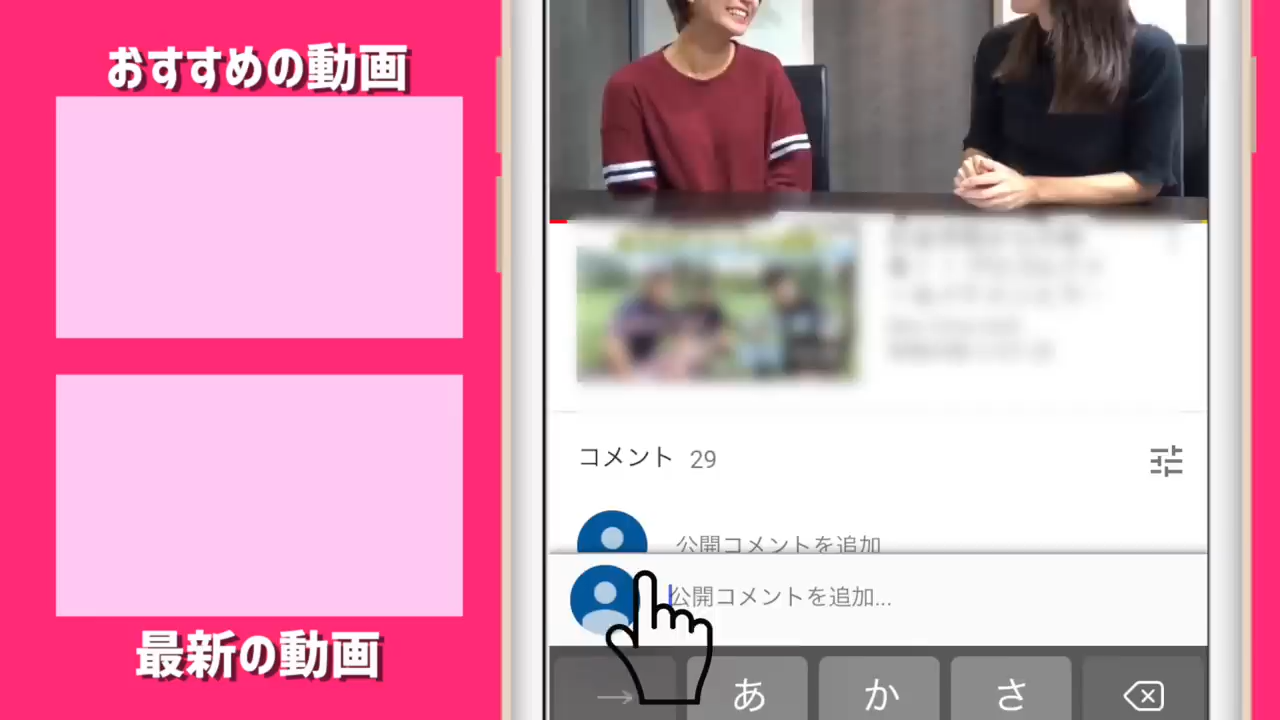 おすすめの動画
最新の動画
コメント 29
公開コメントを追加
公開コメントを追加...
→ あ か さ